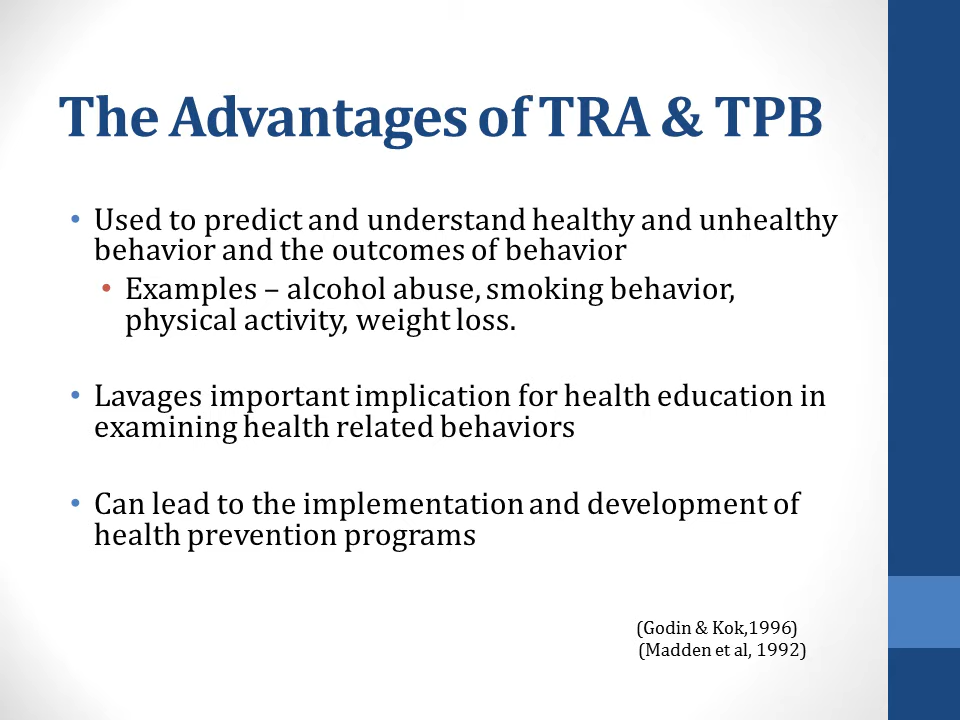 The Advantages of TRA & TPB
• Used to predict and understand healthy and unhealthy
behavior and the outcomes of behavior
• Examples – alcohol abuse, smoking behavior,
physical activity, weight loss.
• Lavages important implication for health education in
examining health related behaviors
• Can lead to the implementation and development of
health prevention programs
(Godin & Kok,1996)
(Madden et al, 1992)